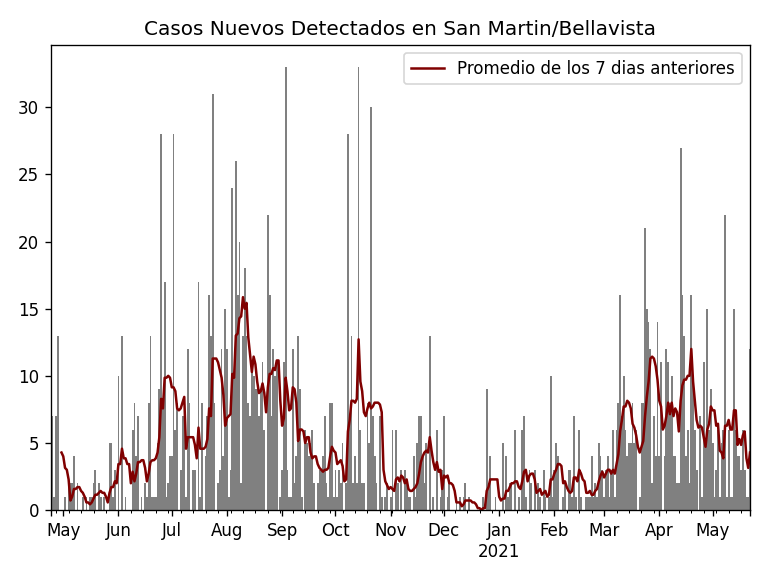 Casos Nuevos Detectados en San Martin/Bellavista
Promedio de los 7 dias anteriores
30
25
20
15
10
5
0
May Jun Jul Aug Sep Oct Nov Dec Jan Feb Mar Apr May
2021